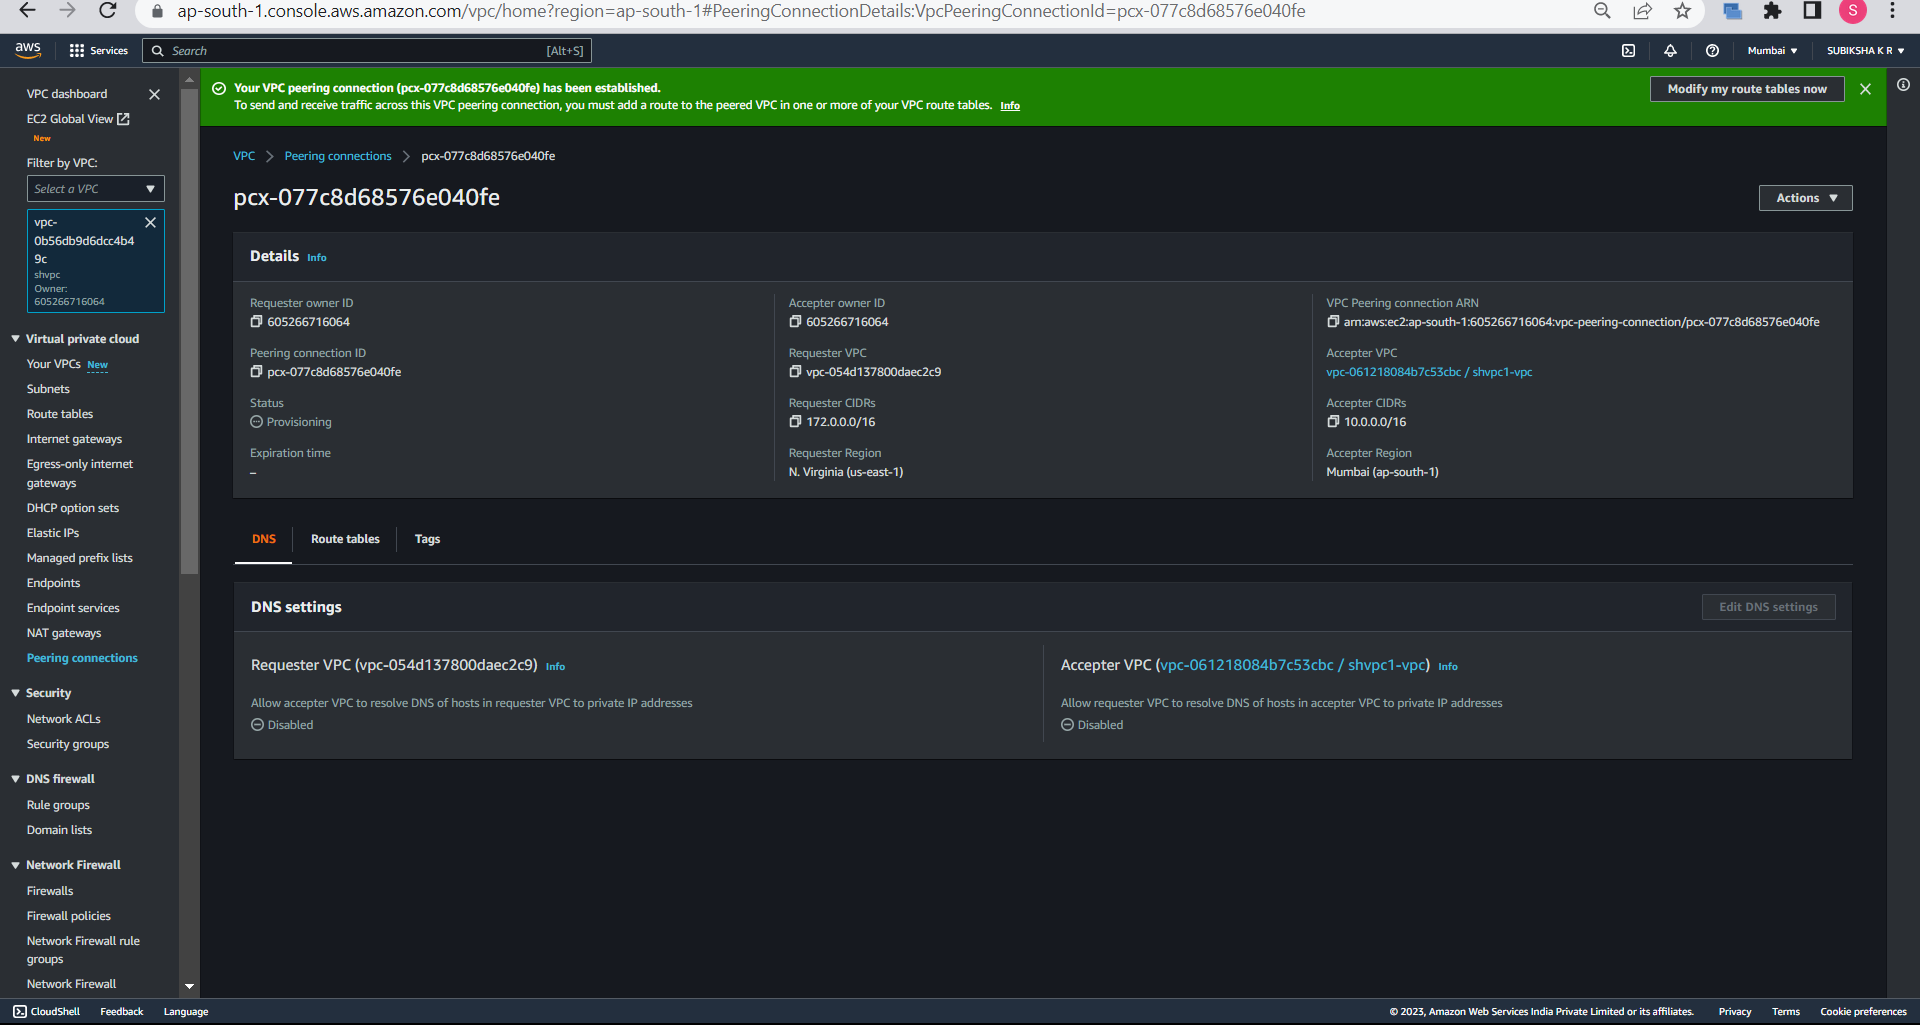 ap-south-1.console.aws.amazon.com/vpc/home?region=ap-south-1#PeeringConnectionDetails:VpcPeeringConnectionId=pcx-077c8d68576e040fe
S
aws
Services
Search
[Alt+S]
Mumbai
SUBIKSHA K R
VPC dashboard
EC2 Global View
New
Filter by VPC:
Select a VPC
vpc-
0b56db9d6dcc4b4
9c
shvpc
Owner:
605266716064
Virtual private cloud
Your VPCs New
Subnets
Route tables
Internet gateways
Egress-only internet
gateways
DHCP option sets
Elastic IPs
Managed prefix lists
Endpoints
Endpoint services
NAT gateways
Peering connections
Security
Network ACLs
Security groups
DNS firewall
Rule groups
Domain lists
Network Firewall
Firewalls
Firewall policies
Network Firewall rule
groups
Network Firewall
Your VPC peering connection (pcx-077c8d68576e040fe) has been established.
To send and receive traffic across this VPC peering connection, you must add a route to the peered VPC in one or more of your VPC route tables. Info
Modify my route tables now
VPC
Peering connections
pcx-077c8d68576e040fe
pcx-077c8d68576e040fe
Actions
Details Info
Requester owner ID
605266716064
Peering connection ID
pcx-077c8d68576e040fe
Status
Provisioning
Expiration time
–
Accepter owner ID
605266716064
Requester VPC
vpc-054d137800daec2c9
Requester CIDRs
172.0.0.0/16
Requester Region
N. Virginia (us-east-1)
VPC Peering connection ARN
arn:aws:ec2:ap-south-1:605266716064:vpc-peering-connection/pcx-077c8d68576e040fe
Accepter VPC
vpc-061218084b7c53cbc / shvpc1-vpc
Accepter CIDRs
10.0.0.0/16
Accepter Region
Mumbai (ap-south-1)
DNS
Route tables
Tags
DNS settings
Edit DNS settings
Requester VPC (vpc-054d137800daec2c9) Info
Allow accepter VPC to resolve DNS of hosts in requester VPC to private IP addresses
Disabled
Accepter VPC (vpc-061218084b7c53cbc / shvpc1-vpc) Info
Allow requester VPC to resolve DNS of hosts in accepter VPC to private IP addresses
Disabled
CloudShell
Feedback
Language
© 2023, Amazon Web Services India Private Limited or its affiliates.
Privacy
Terms
Cookie preferences